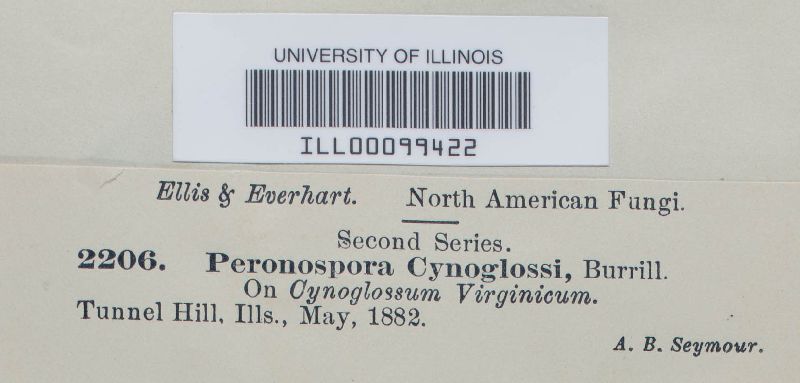 UNIVERSITY OF ILLINOIS
ILL00099422
Ellis & Everhart. North American Fungi.
Second Series.
2206. Peronospora Cynoglossi, Burrill.
On Cynoglossum Virginicum.
Tunnel Hill, Ills., May, 1882.
A. B. Seymour.